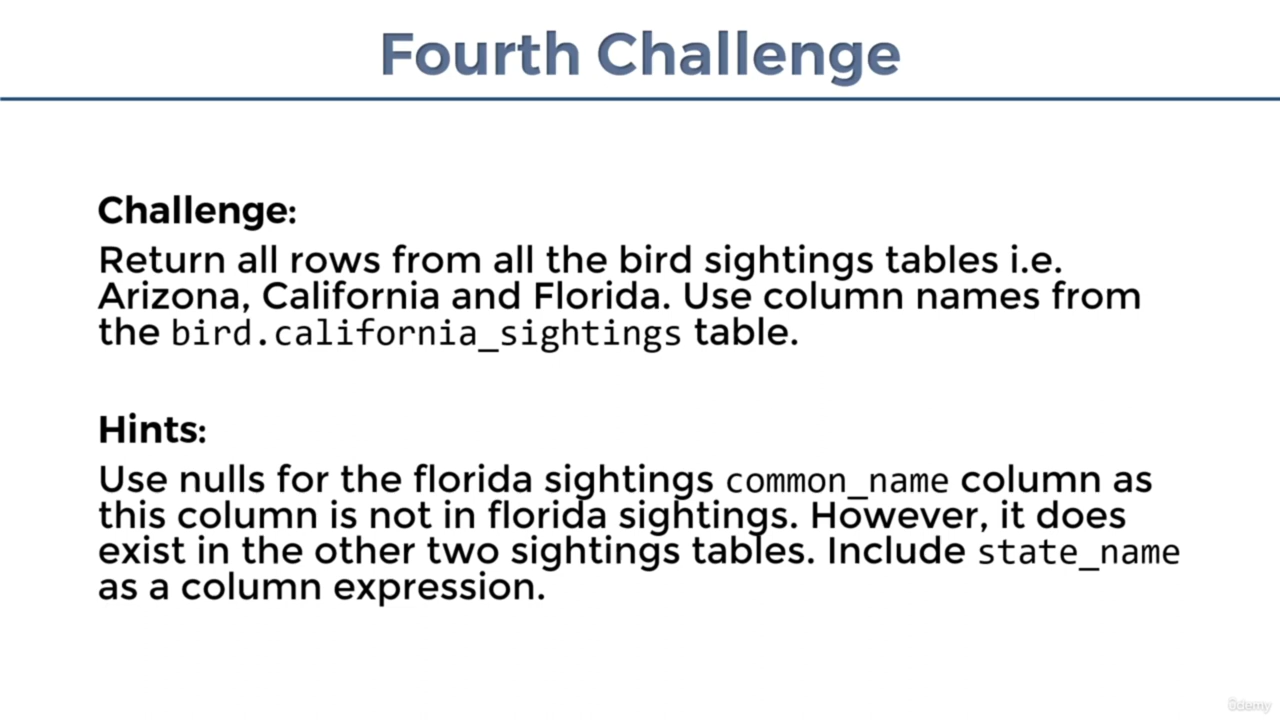 Fourth Challenge
Challenge:
Return all rows from all the bird sightings tables i.e.
Arizona, California and Florida. Use column names from
the bird.california_sightings table.
Hints:
Use nulls for the florida sightings common_name column as
this column is not in florida sightings. However, it does
exist in the other two sightings tables. Include state_name
as a column expression.
ûdemy